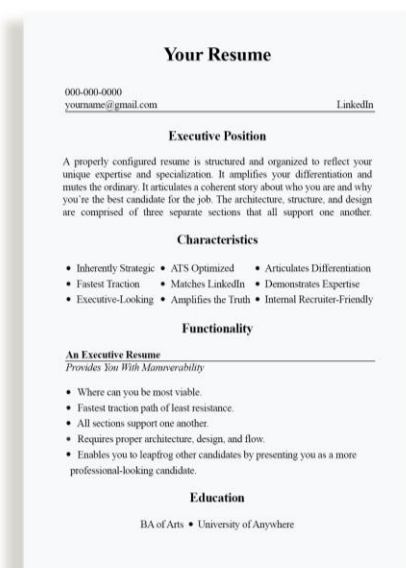 Your Resume
000-000-0000
yourname@gmail.com LinkedIn
Executive Position
A properly configured resume is structured and organized to reflect your
unique expertise and specialization. It amplifies your differentiation and
mutes the ordinary. It articulates a coherent story about who you are and why
you're the best candidate for the job. The architecture, structure, and design
are comprised of three separate sections that all support one another.
Characteristics
• Inherently Strategic • ATS Optimized • Articulates Differentiation
• Fastest Traction • Matches LinkedIn • Demonstrates Expertise
• Executive-Looking • Amplifies the Truth • Internal Recruiter-Friendly
Functionality
An Executive Resume
Provides You With Manuverability
• Where can you be most viable.
• Fastest traction path of least resistance.
• All sections support one another.
• Requires proper architecture, design, and flow.
• Enables you to leapfrog other candidates by presenting you as a more
professional-looking candidate.
Education
BA of Arts • University of Anywhere